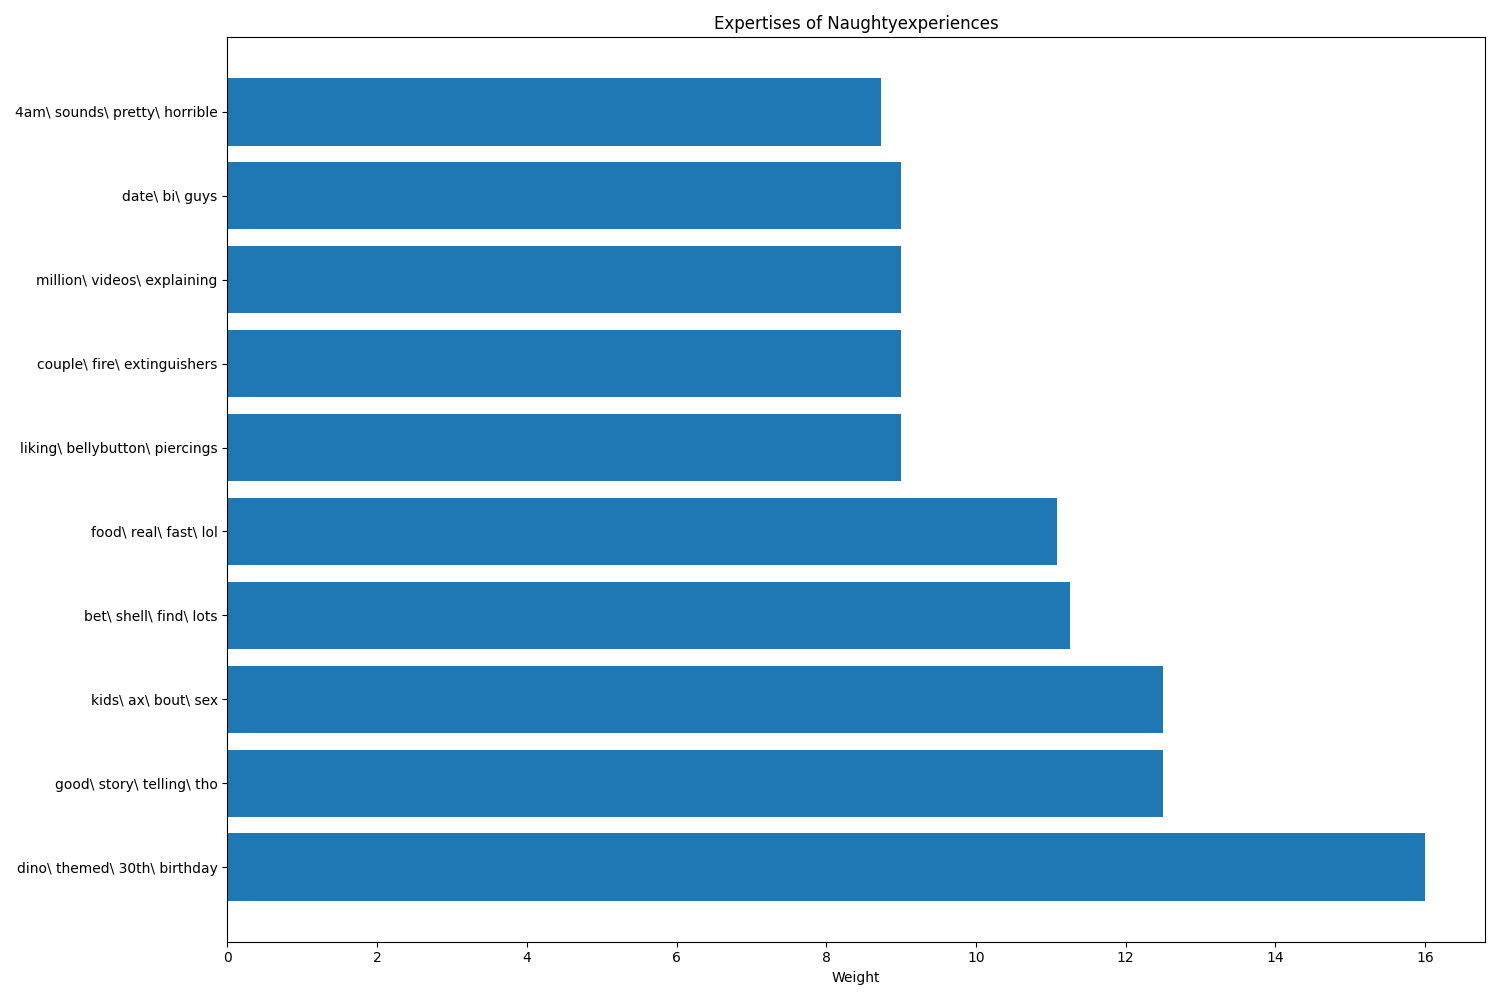 Expertises of Naughtyexperiences
4am\ sounds\ pretty\ horrible
date\ bi\ guys
million\ videos\ explaining
couple\ fire\ extinguishers
liking\ bellybutton\ piercings
food\ real\ fast\ lol
bet\ shell\ find\ lots
kids\ ax\ bout\ sex
good\ story\ telling\ tho
dino\ themed\ 30th\ birthday
0 2 4 6 8 10 12 14 16
Weight